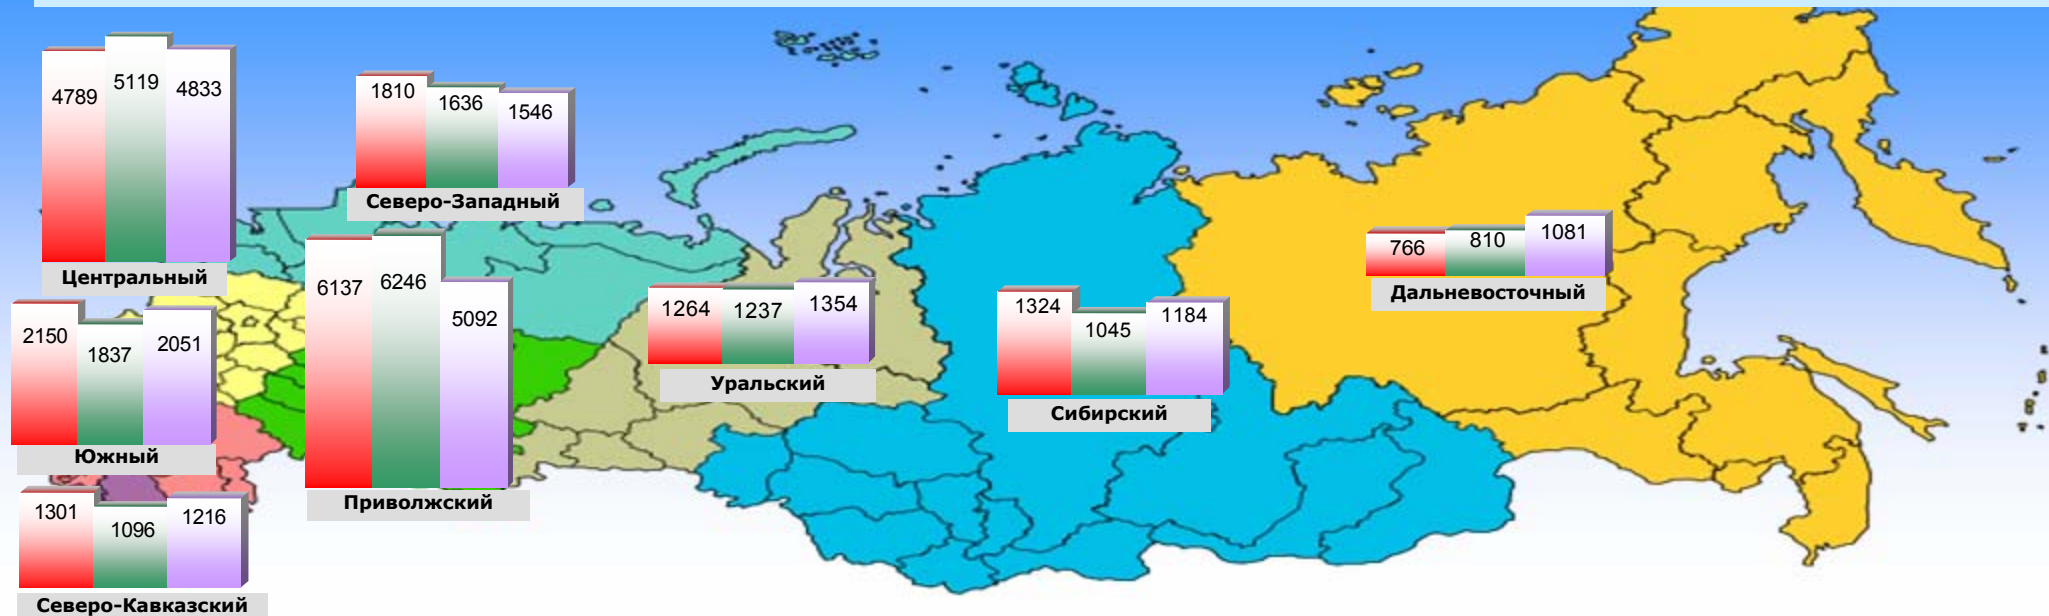 4789 5119 4833
Центральный
1810 1636 1546
Северо-Западный
2150 1837 2051
Южный
6137 6246 5092
Приволжский
1301 1096 1216
Северо-Кавказский
1264 1237 1354
Уральский
1324 1045 1184
Сибирский
766 810 1081
Дальневосточный